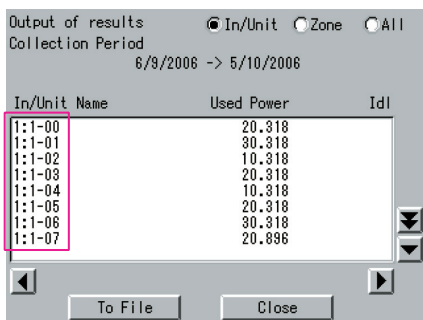 Output of results In/Unit Zone All
Collection Period
6/9/2006 -> 5/10/2006
In/Unit Name Used Power Idl
1:1-00 20.318
1:1-01 30.318
1:1-02 10.318
1:1-03 20.318
1:1-04 10.318
1:1-05 20.318
1:1-06 30.318
1:1-07 20.896
To File Close